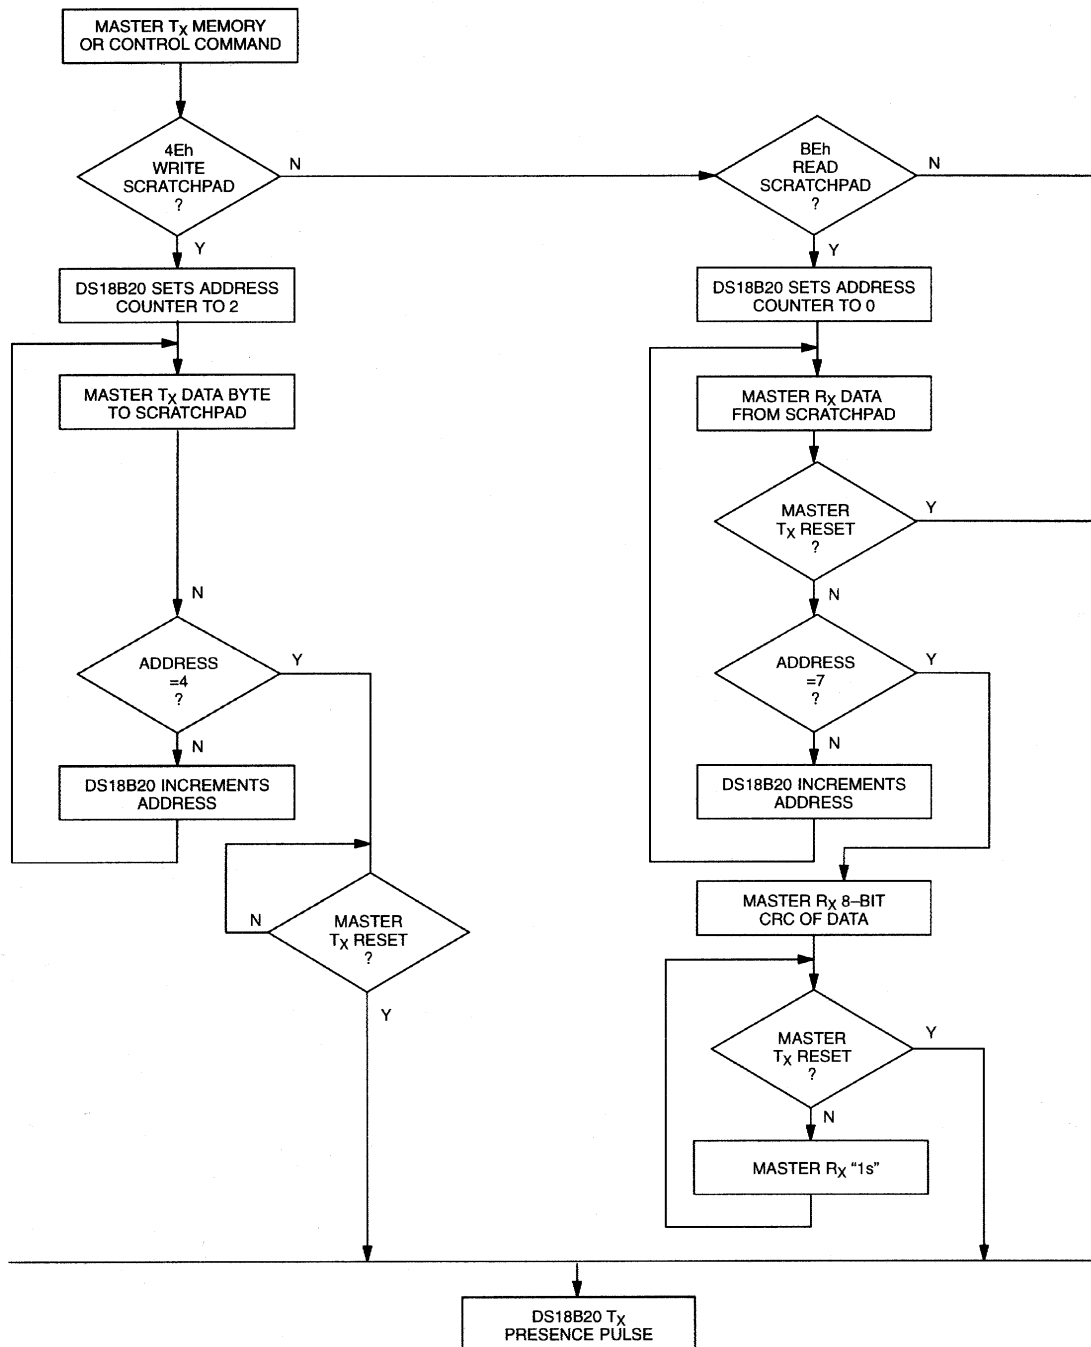 MASTER TX MEMORY
OR CONTROL COMMAND
4Eh
WRITE
SCRATCHPAD
?
N
Y
DS18B20 SETS ADDRESS
COUNTER TO 2
MASTER TX DATA BYTE
TO SCRATCHPAD
N
ADDRESS
=4
?
Y
N
DS18B20 INCREMENTS
ADDRESS
MASTER
TX RESET
?
N
Y
BEh
READ
SCRATCHPAD
?
N
Y
DS18B20 SETS ADDRESS
COUNTER TO 0
MASTER RX DATA
FROM SCRATCHPAD
MASTER
TX RESET
?
Y
N
ADDRESS
=7
?
Y
N
DS18B20 INCREMENTS
ADDRESS
MASTER RX 8–BIT
CRC OF DATA
MASTER
TX RESET
?
Y
N
MASTER RX “1s”
DS18B20 TX
PRESENCE PULSE